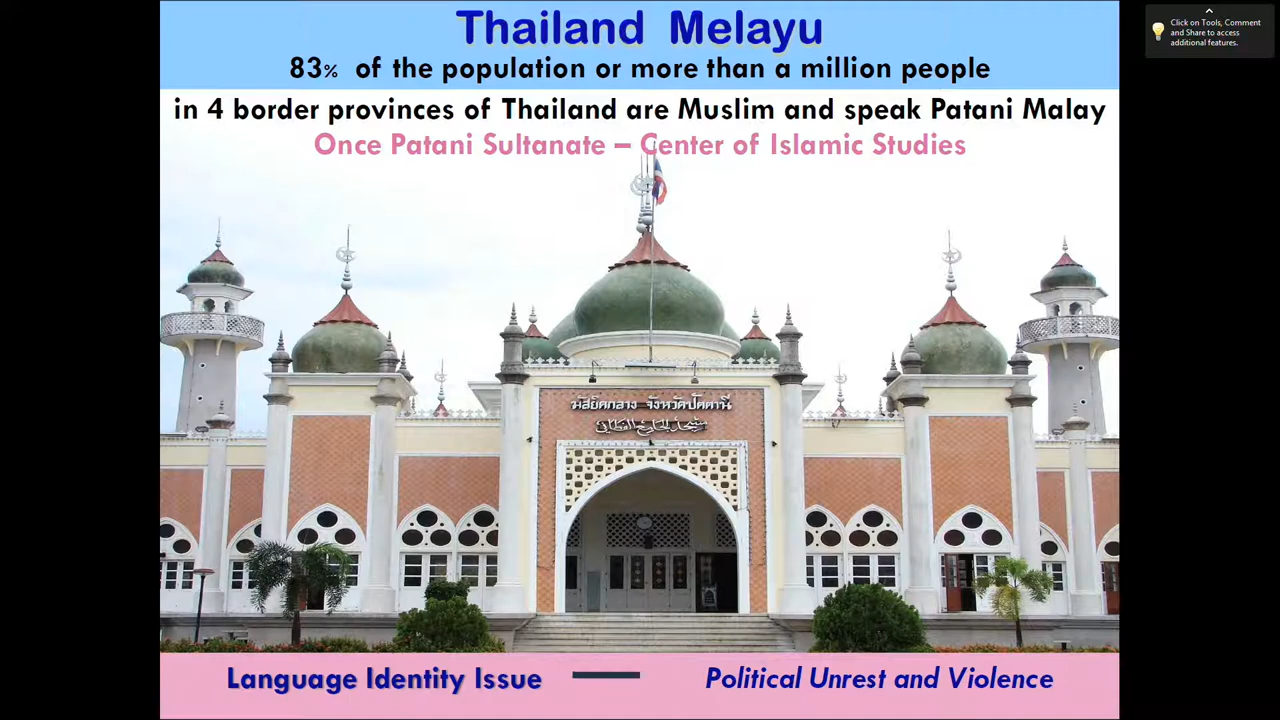 Thailand Melayu
83% of the population or more than a million people
in 4 border provinces of Thailand are Muslim and speak Patani Malay
Once Patani Sultanate – Center of Islamic Studies
มัสยิดกลาง จังหวัดปัตตานี
Language Identity Issue — Political Unrest and Violence
Click on Tools, Comment
and Share to access
additional features.